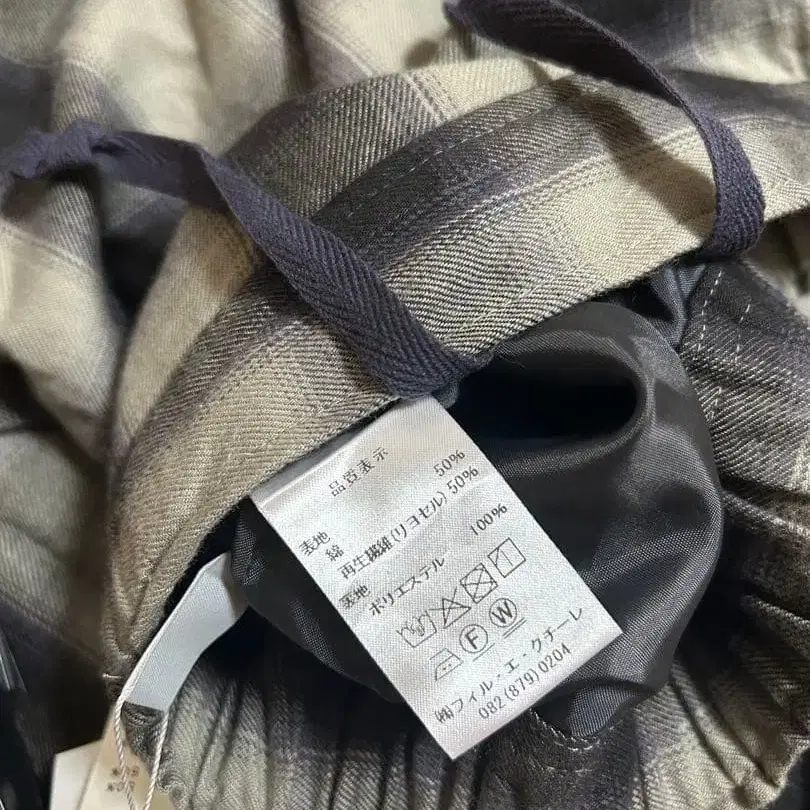 品質表示
表地
綿 50%
再生繊維(リヨセル) 50%
裏地
ポリエステル 100%
F W
㈱フィル・エ・クチーレ
082(879)0204